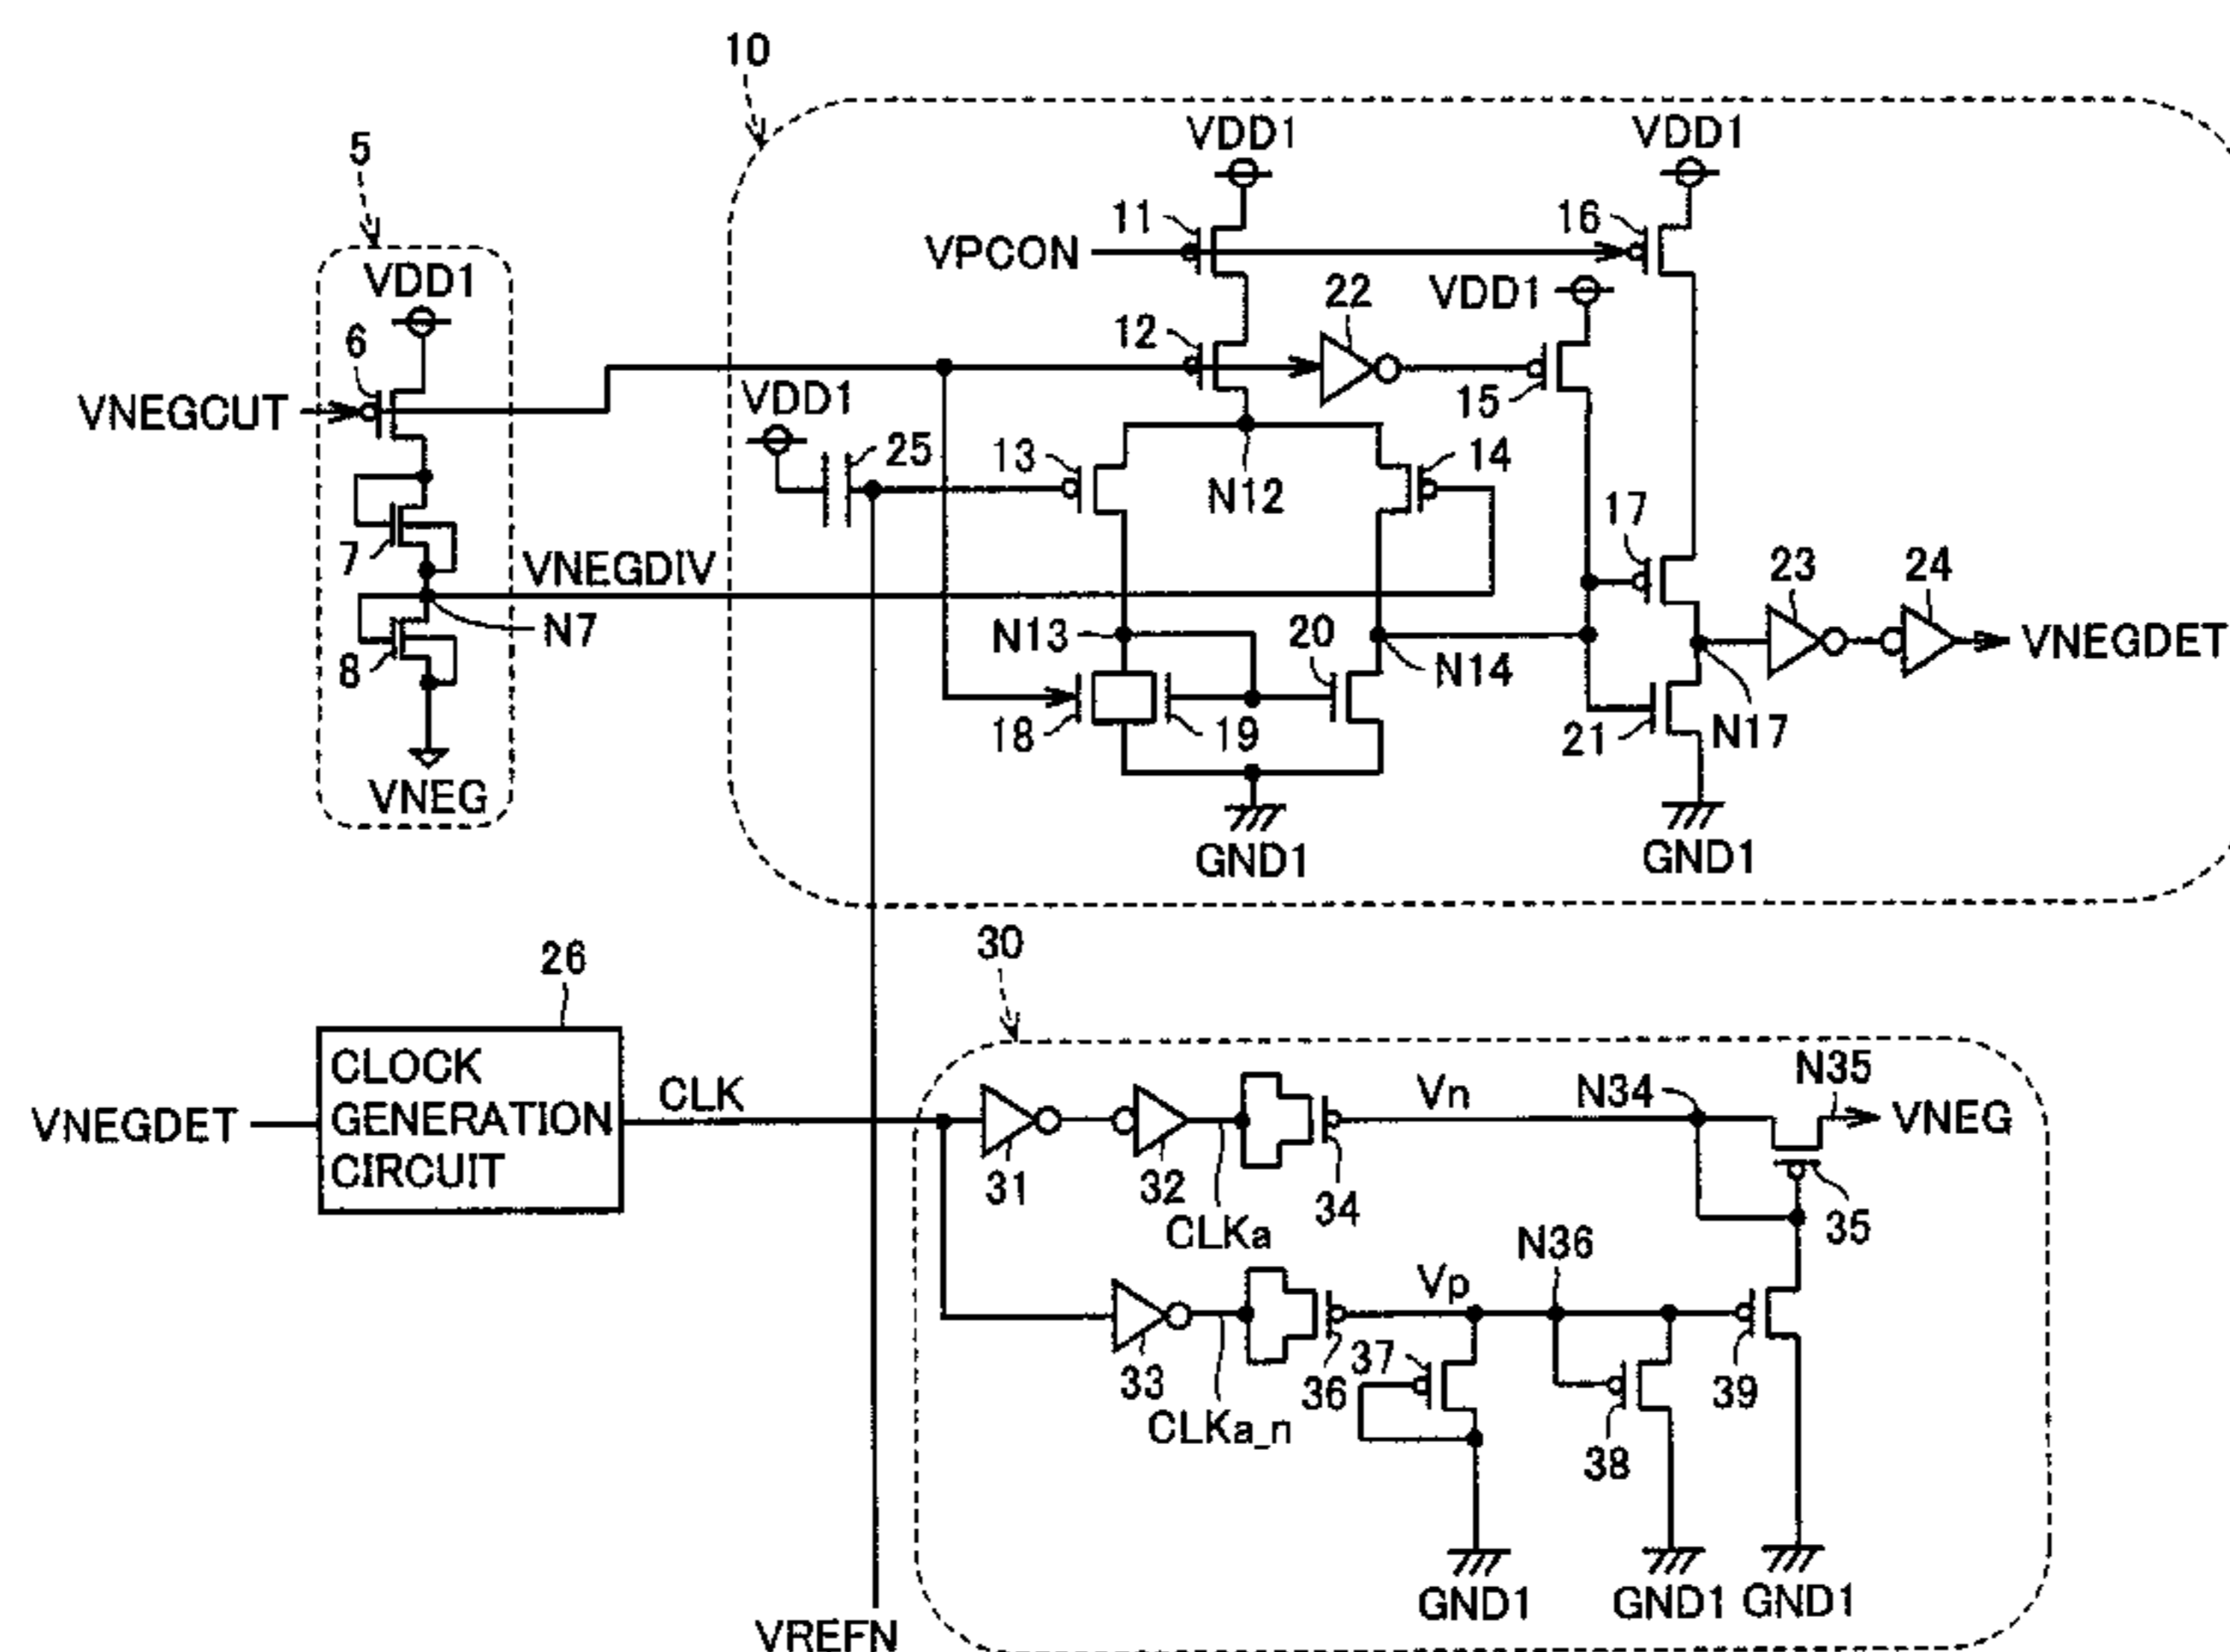 10
VDD1
VDD1
5
11
16
VPCON
VDD1
22
VDD1
6
12
VDD1
15
VNEGCUT
25
13
14
N12
17
7
VNEGDIV
23
24
N7
N13
20
N14
VNEGDET
8
18
19
21
N17
VNEG
GND1
GND1
26
30
CLOCK
GENERATION
CIRCUIT
VNEGDET
CLK
Vn
N34
N35
VNEG
31
32
34
35
CLKa
N36
Vp
33
36
37
39
CLKa_n
38
GND1
GND1
GND1
VREFN